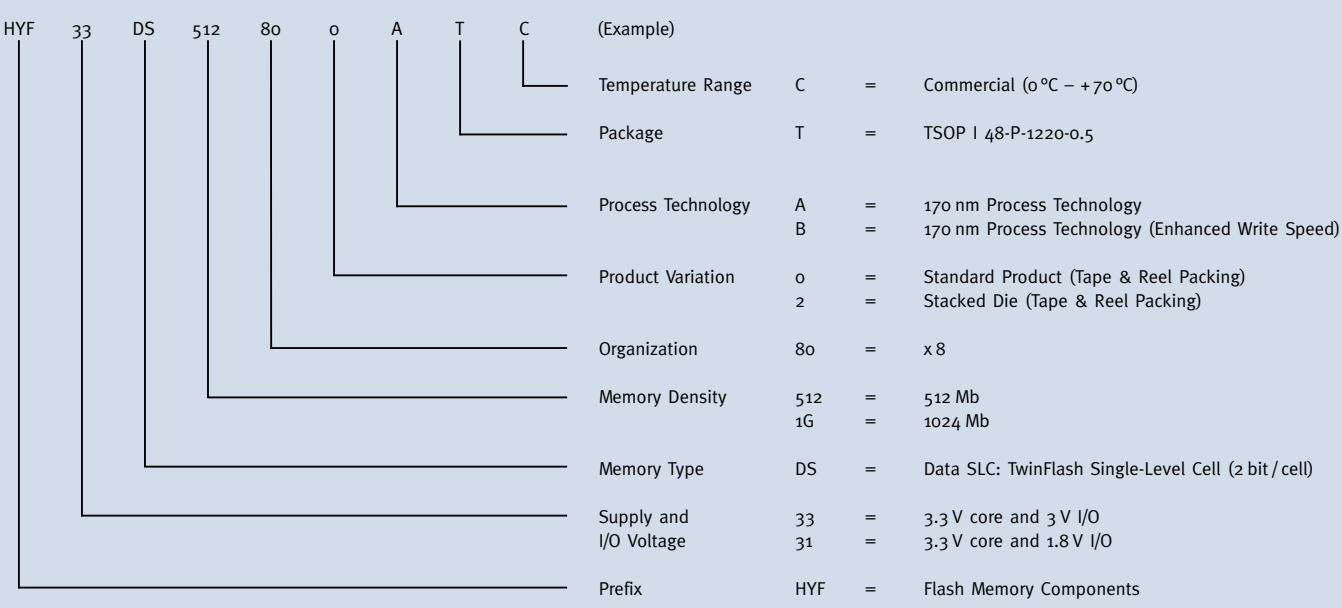 HYF 33 DS 512 80 0 A T C (Example)
Temperature Range C = Commercial (0 °C – +70 °C)
Package T = TSOP I 48-P-1220-0.5
Process Technology A = 170 nm Process Technology
B = 170 nm Process Technology (Enhanced Write Speed)
Product Variation 0 = Standard Product (Tape & Reel Packing)
2 = Stacked Die (Tape & Reel Packing)
Organization 80 = x 8
Memory Density 512 = 512 Mb
1G = 1024 Mb
Memory Type DS = Data SLC: TwinFlash Single-Level Cell (2 bit / cell)
Supply and 33 = 3.3 V core and 3 V I/O
I/O Voltage 31 = 3.3 V core and 1.8 V I/O
Prefix HYF = Flash Memory Components